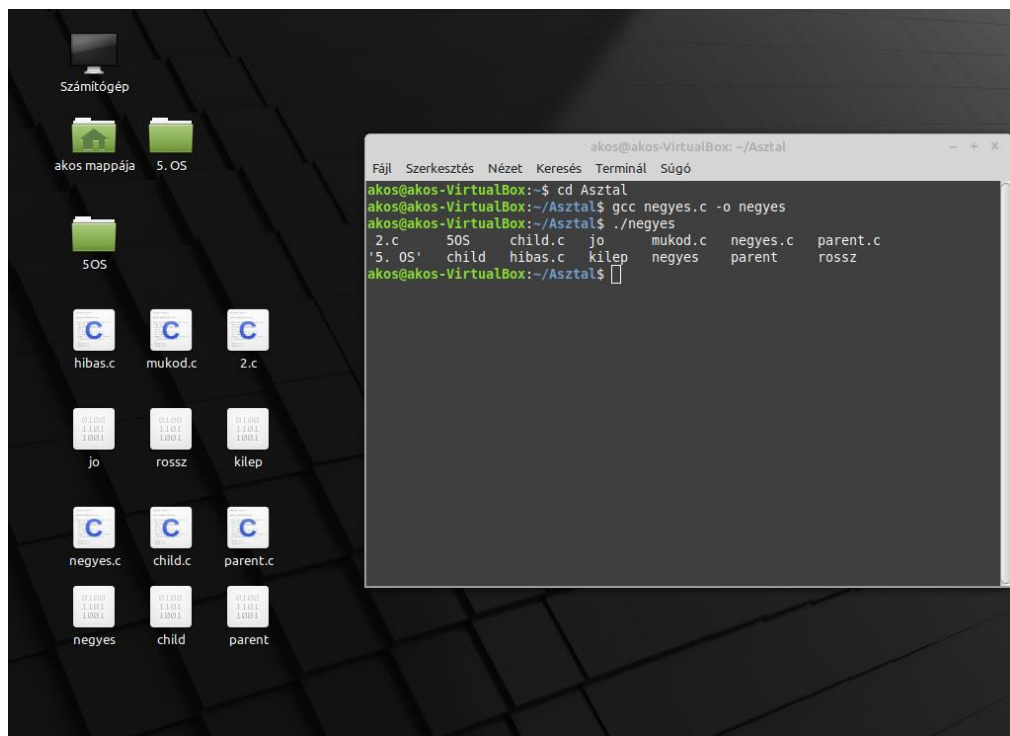 Számítógép
akos mappája 5. OS
5OS
hibas.c mukod.c 2.c
jo rossz kilep
negyes.c child.c parent.c
negyes child parent
akos@akos-VirtualBox: ~/Asztal
Fájl Szerkesztés Nézet Keresés Terminál Súgó
akos@akos-VirtualBox:~$ cd Asztal
akos@akos-VirtualBox:~/Asztal$ gcc negyes.c -o negyes
akos@akos-VirtualBox:~/Asztal$ ./negyes
2.c 5OS child.c jo mukod.c negyes.c parent.c
'5. OS' child hibas.c kilep negyes parent rossz
akos@akos-VirtualBox:~/Asztal$